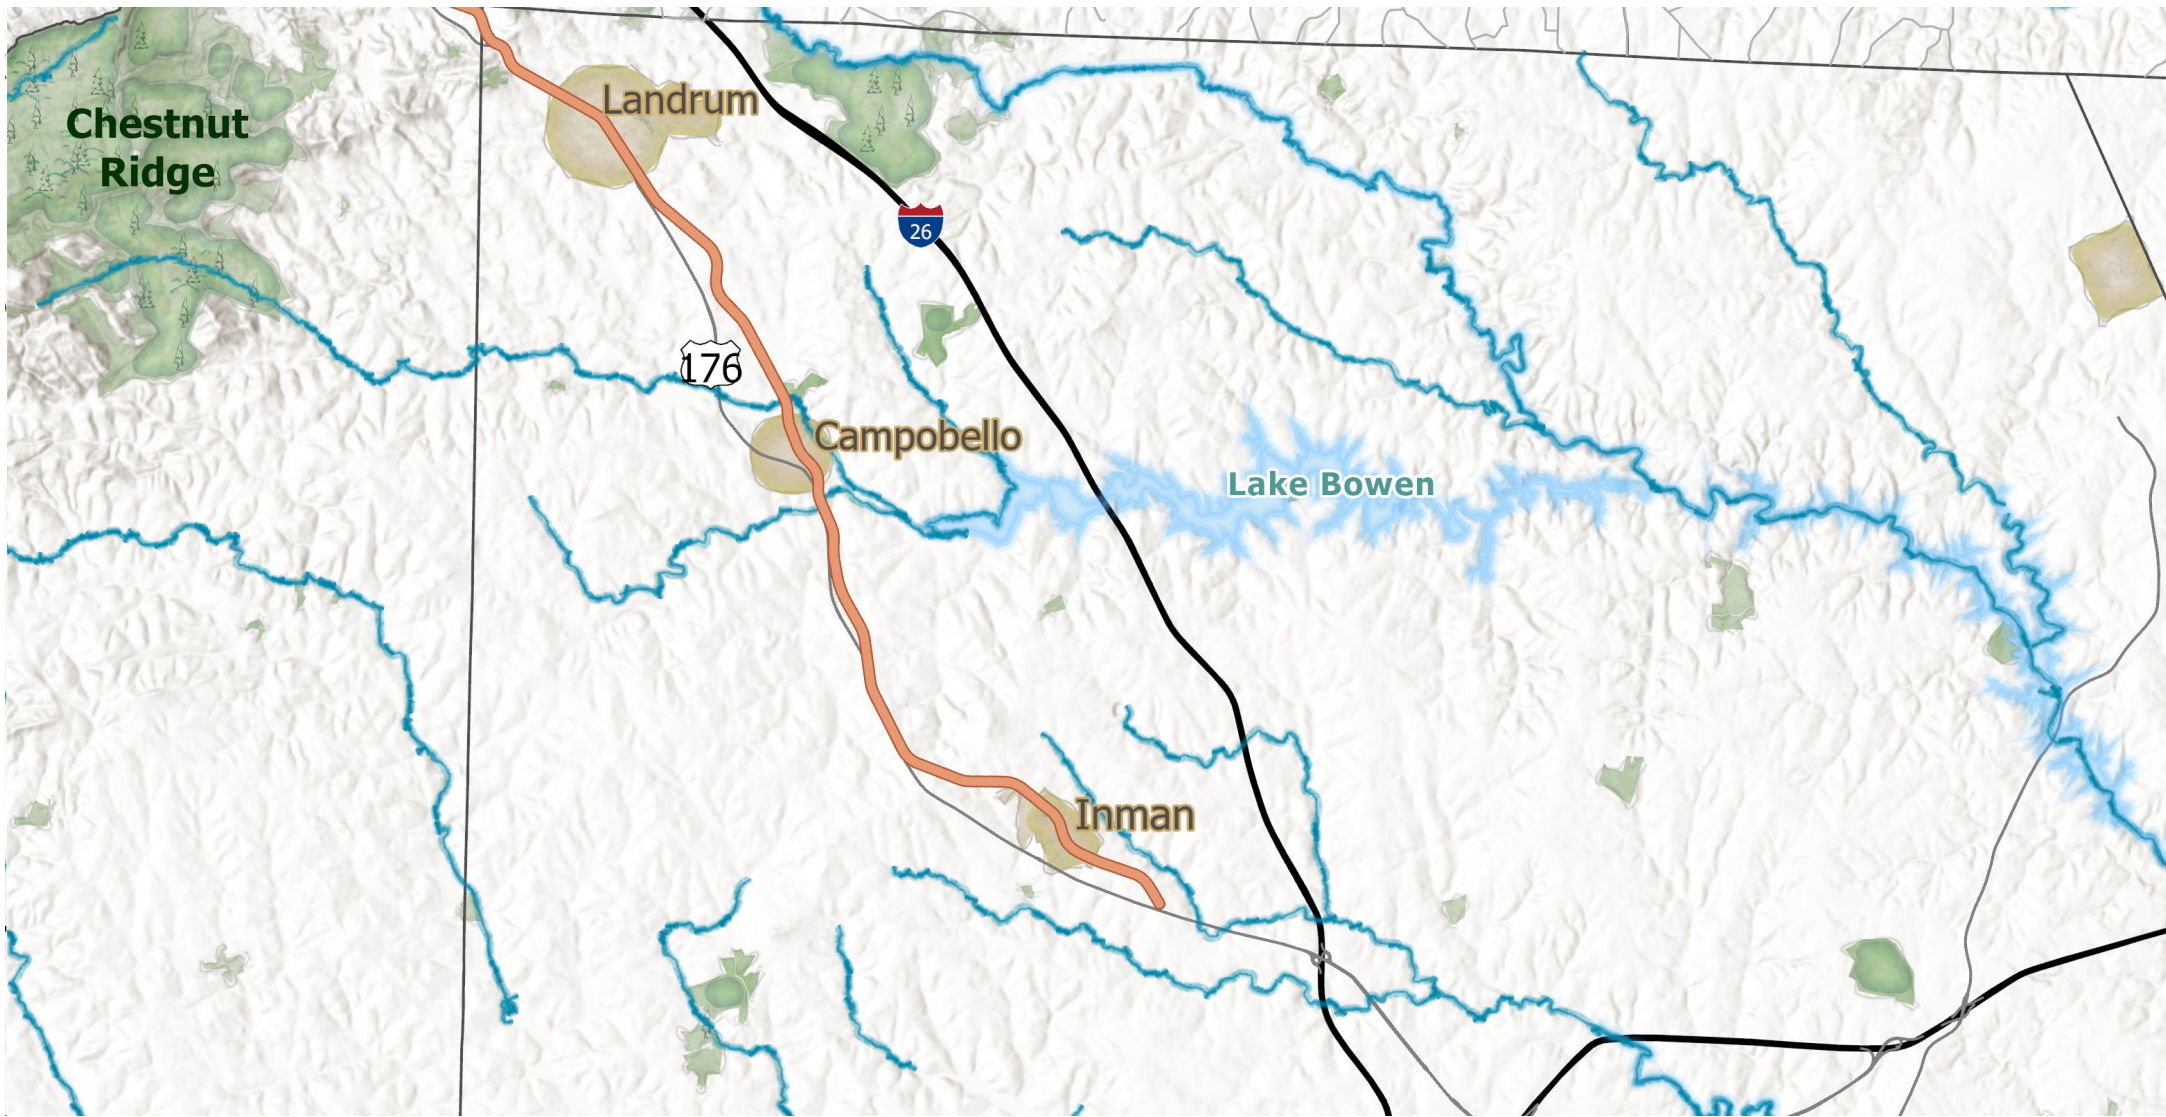 Landrum
Chestnut
Ridge
26
176
Campobello
Lake Bowen
Inman